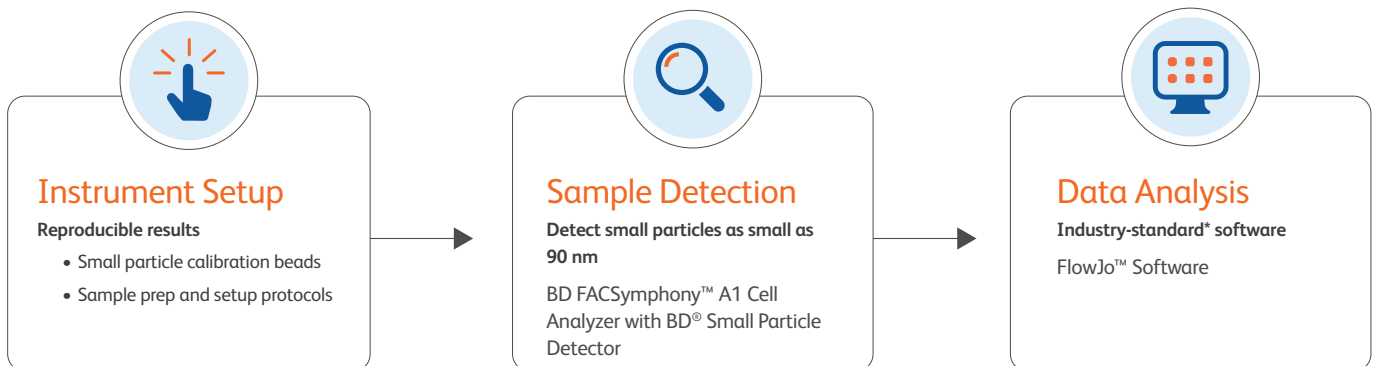 Instrument Setup
Reproducible results
• Small particle calibration beads
• Sample prep and setup protocols
Sample Detection
Detect small particles as small as
90 nm
BD FACSymphony™ A1 Cell
Analyzer with BD® Small Particle
Detector
Data Analysis
Industry-standard* software
FlowJo™ Software